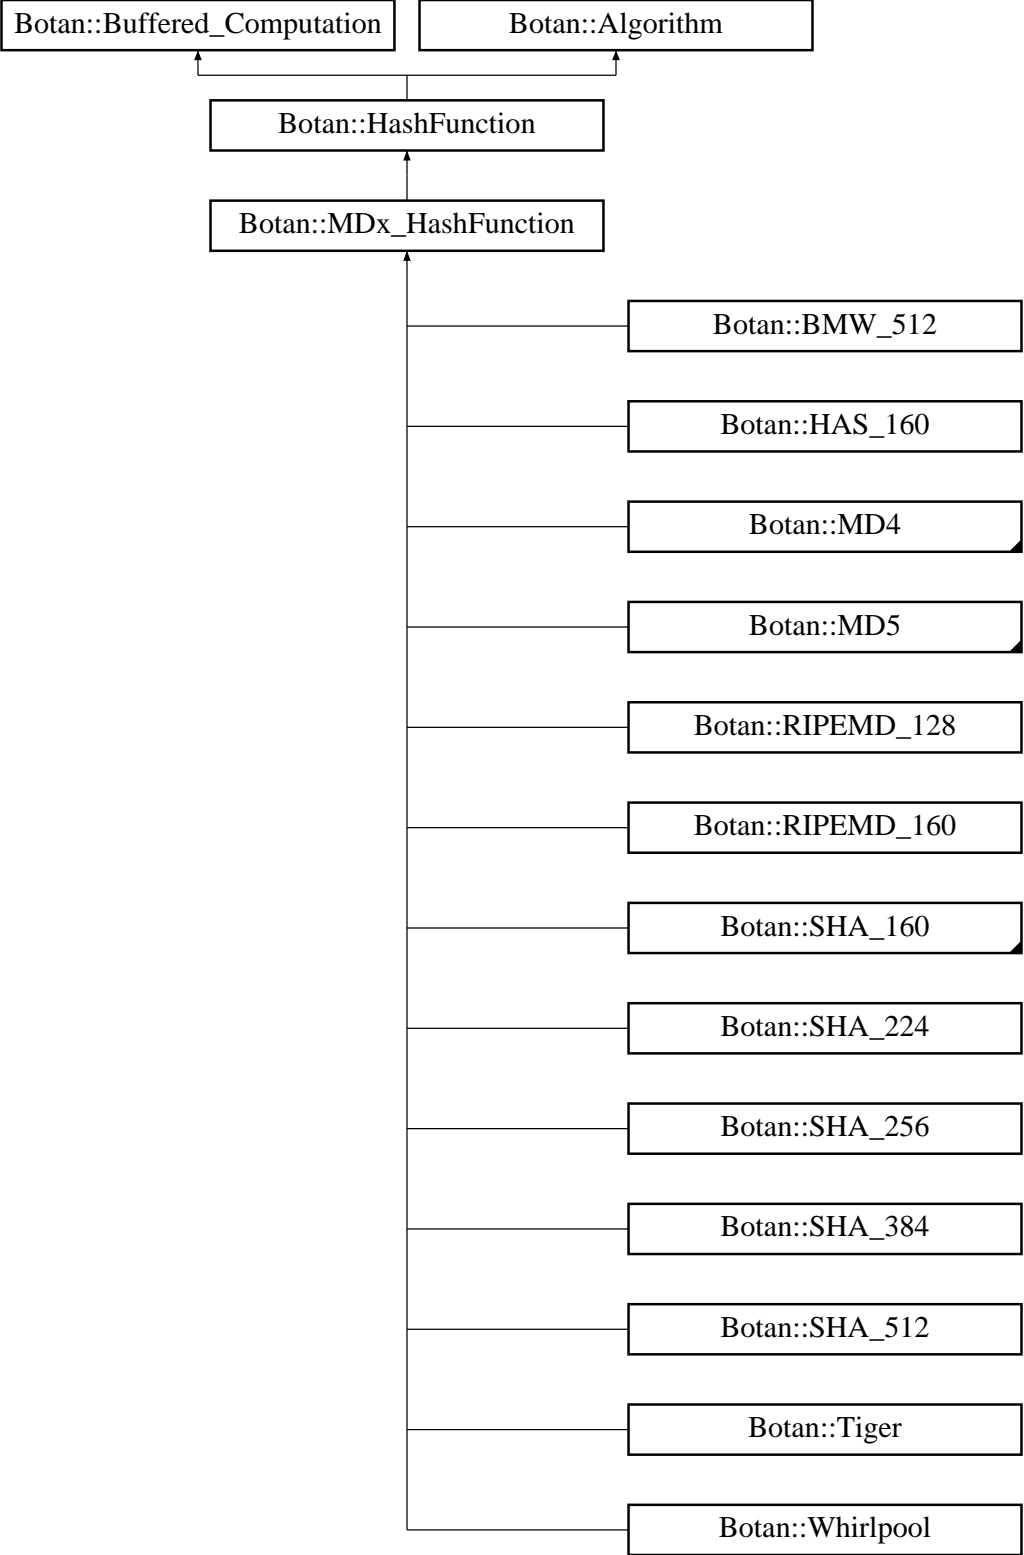 Botan::Buffered_Computation
Botan::Algorithm
Botan::HashFunction
Botan::MDx_HashFunction
Botan::BMW_512
Botan::HAS_160
Botan::MD4
Botan::MD5
Botan::RIPEMD_128
Botan::RIPEMD_160
Botan::SHA_160
Botan::SHA_224
Botan::SHA_256
Botan::SHA_384
Botan::SHA_512
Botan::Tiger
Botan::Whirlpool